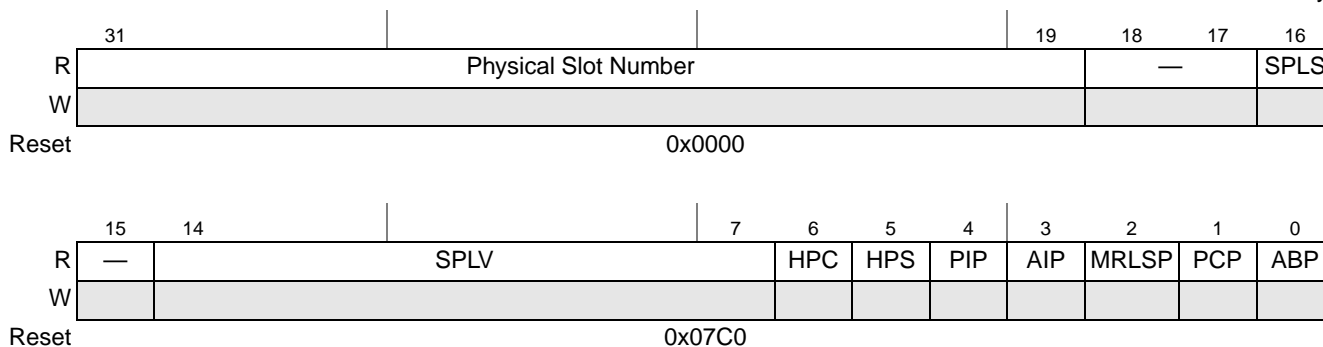 31 19 18 17 16
R Physical Slot Number — SPLS
W
Reset 0x0000
15 14 7 6 5 4 3 2 1 0
R — SPLV HPC HPS PIP AIP MRLSP PCP ABP
W
Reset 0x07C0